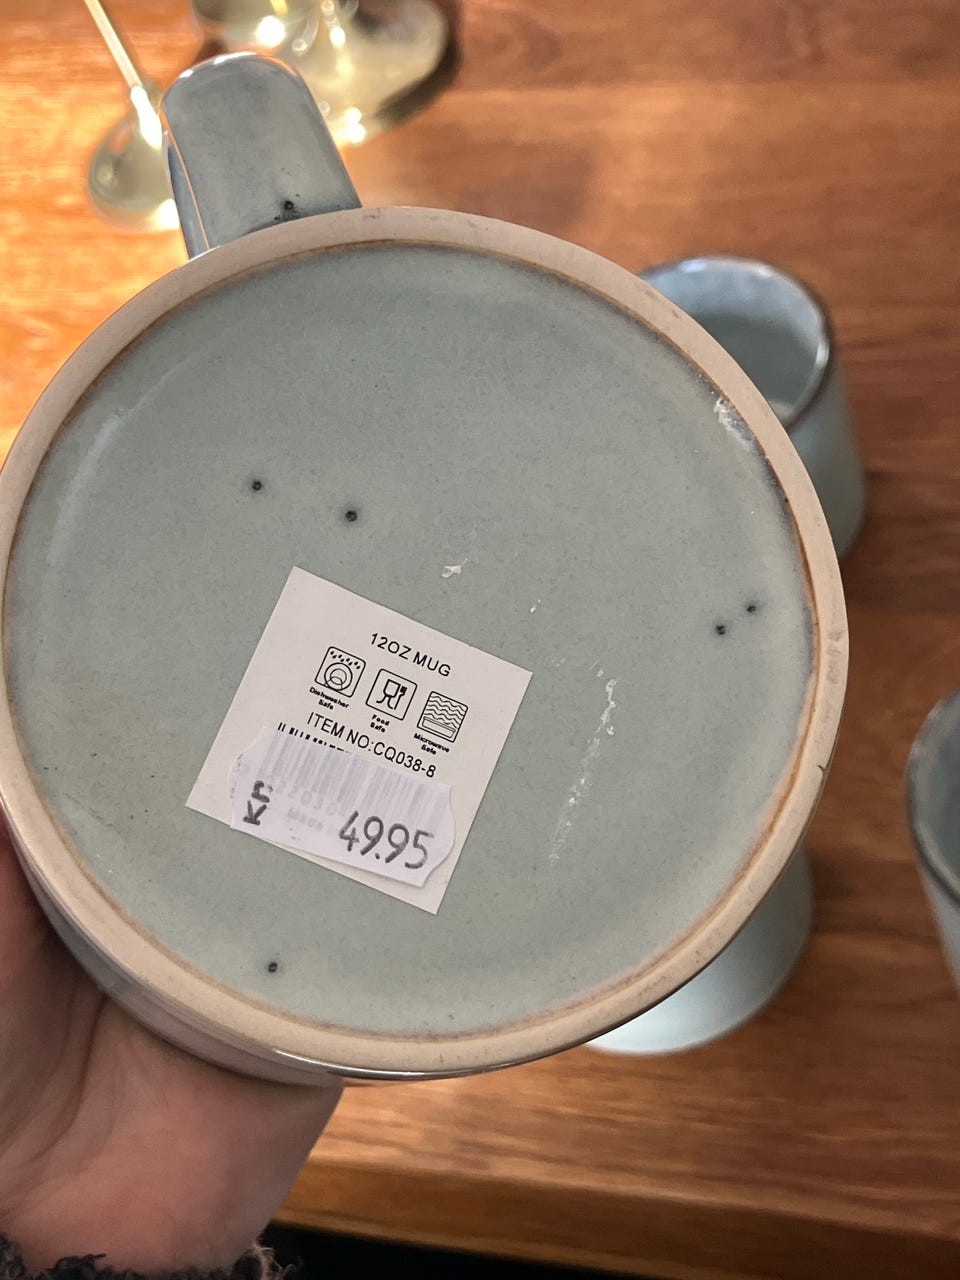 12OZ MUG
Dishwasher Safe
Food Safe
Microwave Safe
ITEM NO:CQ038-8
Kr 49.95